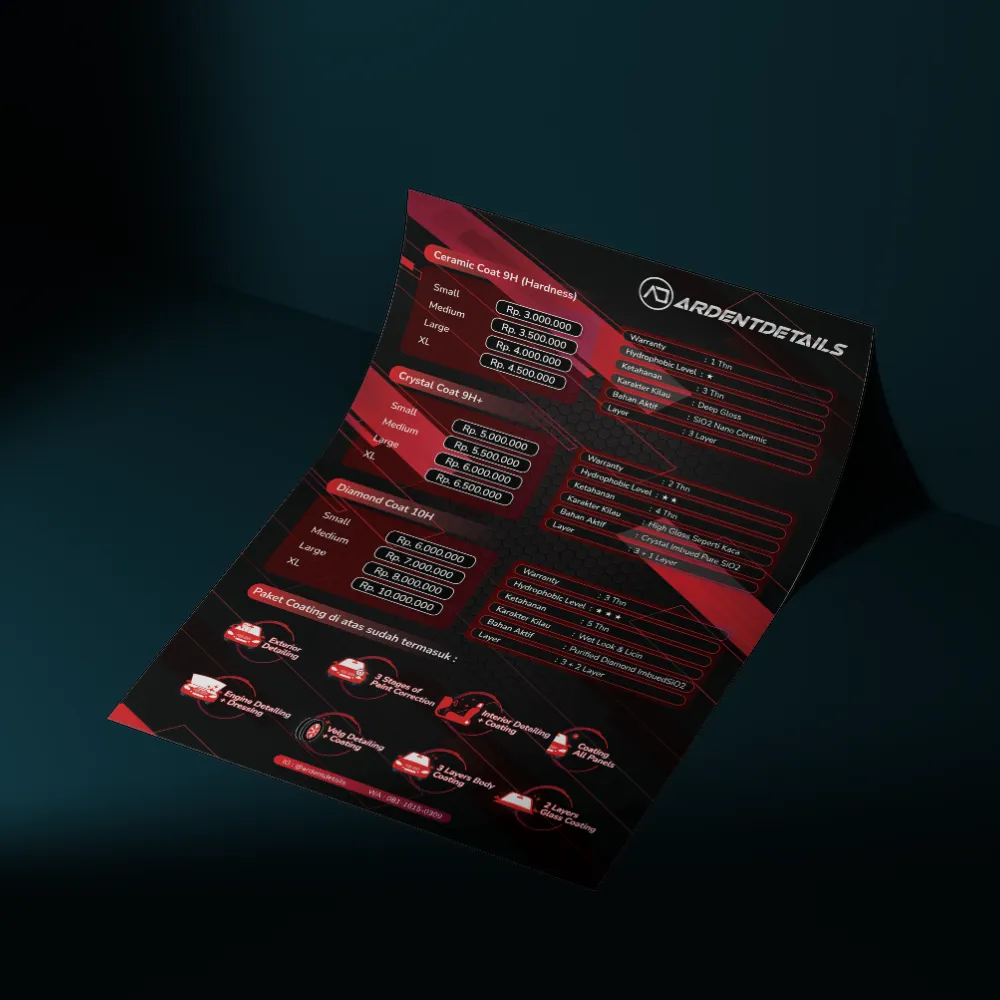 ARDENTDETAILS
Ceramic Coat 9H (Hardness)
Small Rp. 3.000.000
Medium Rp. 3.500.000
Large Rp. 4.000.000
XL Rp. 4.500.000
Warranty : 1 Thn
Hydrophobic Level : ★
Ketahanan : 3 Thn
Karakter Kilau : Deep Gloss
Bahan Aktif : SiO2 Nano Ceramic
Layer : 3 Layer
Crystal Coat 9H+
Small Rp. 5.000.000
Medium Rp. 5.500.000
Large Rp. 6.000.000
XL Rp. 6.500.000
Warranty : 2 Thn
Hydrophobic Level : ★ ★
Ketahanan : 4 Thn
Karakter Kilau : High Gloss Seperti Kaca
Bahan Aktif : Crystal Imbued Pure SiO2
Layer : 3 + 1 Layer
Diamond Coat 10H
Small Rp. 6.000.000
Medium Rp. 7.000.000
Large Rp. 8.000.000
XL Rp. 10.000.000
Warranty : 3 Thn
Hydrophobic Level : ★ ★ ★
Ketahanan : 5 Thn
Karakter Kilau : Wet Look & Licin
Bahan Aktif : Purified Diamond ImbuedSiO2
Layer : 3 + 2 Layer
Paket Coating di atas sudah termasuk :
Exterior
Detailing
3 Stages of
Paint Correction
Interior Detailing
+ Coating
Coating
All Panels
Engine Detailing
+ Dressing
Velg Detailing
+ Coating
3 Layers Body
Coating
2 Layers
Glass Coating
IG : @ardentdetails WA : 081 1615-0309